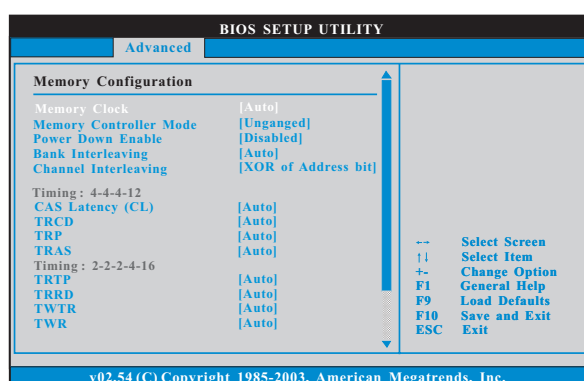 BIOS SETUP UTILITY
Advanced
Memory Configuration
Memory Clock [Auto]
Memory Controller Mode [Unganged]
Power Down Enable [Disabled]
Bank Interleaving [Auto]
Channel Interleaving [XOR of Address bit]
Timing : 4-4-4-12
CAS Latency (CL) [Auto]
TRCD [Auto]
TRP [Auto]
TRAS [Auto]
Timing : 2-2-2-4-16
TRTP [Auto]
TRRD [Auto]
TWTR [Auto]
TWR [Auto]
←→ Select Screen
↑↓ Select Item
+- Change Option
F1 General Help
F9 Load Defaults
F10 Save and Exit
ESC Exit
v02.54 (C) Copyright 1985-2003, American Megatrends, Inc.